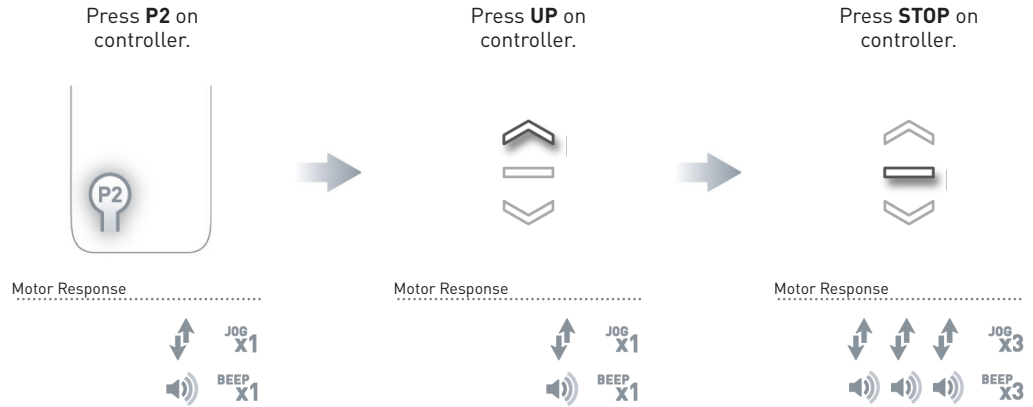 Press P2 on
controller.
P2
Motor Response
JOG
x1
BEEP
x1
Press UP on
controller.
Motor Response
JOG
x1
BEEP
x1
Press STOP on
controller.
Motor Response
JOG
x3
BEEP
x3